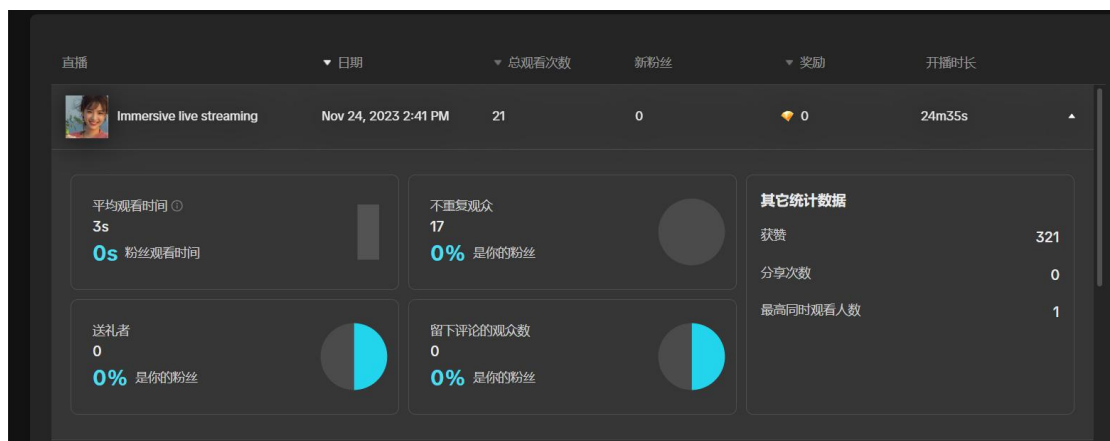 直播 ▼ 日期 ▼ 总观看次数 新粉丝 ▼ 奖励 开播时长
Immersive live streaming Nov 24, 2023 2:41 PM 21 0 0 24m35s
平均观看时间
3s
0s 粉丝观看时间
不重复观众
17
0% 是你的粉丝
其它统计数据
获赞 321
分享次数 0
最高同时观看人数 1
送礼者
0
0% 是你的粉丝
留下评论的观众数
0
0% 是你的粉丝